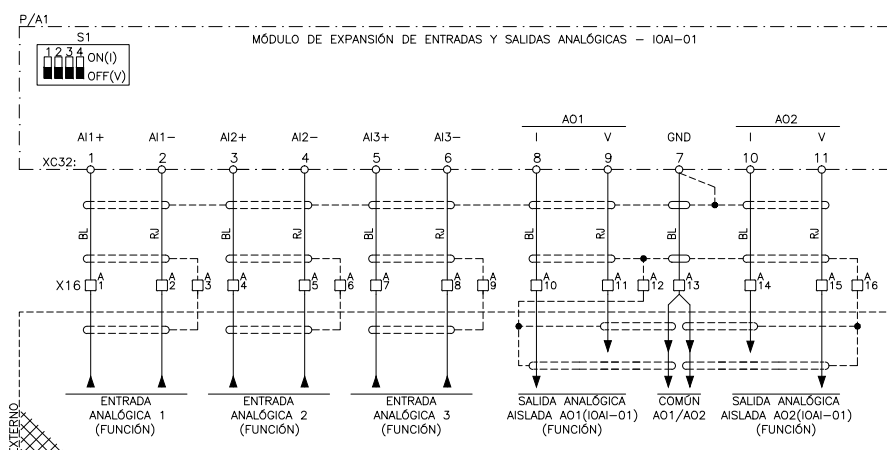 P/A1
S1
1 2 3 4
ON(I)
OFF(V)
MÓDULO DE EXPANSIÓN DE ENTRADAS Y SALIDAS ANALÓGICAS – IOAI–01
AO1 AO2
AI1+ AI1– AI2+ AI2– AI3+ AI3– I V GND I V
XC32: 1 2 3 4 5 6 8 9 7 10 11
BL RJ BL RJ BL RJ BL RJ BL BL RJ
A A A A A A A A A A A A A A A A
X16 1 2 3 4 5 6 7 8 9 10 11 12 13 14 15 16
EXTERNO
ENTRADA
ANALÓGICA 1
(FUNCIÓN)
ENTRADA
ANALÓGICA 2
(FUNCIÓN)
ENTRADA
ANALÓGICA 3
(FUNCIÓN)
SALIDA ANALÓGICA
AISLADA AO1(IOAI–01)
(FUNCIÓN)
COMÚN
AO1/AO2
SALIDA ANALÓGICA
AISLADA AO2(IOAI–01)
(FUNCIÓN)